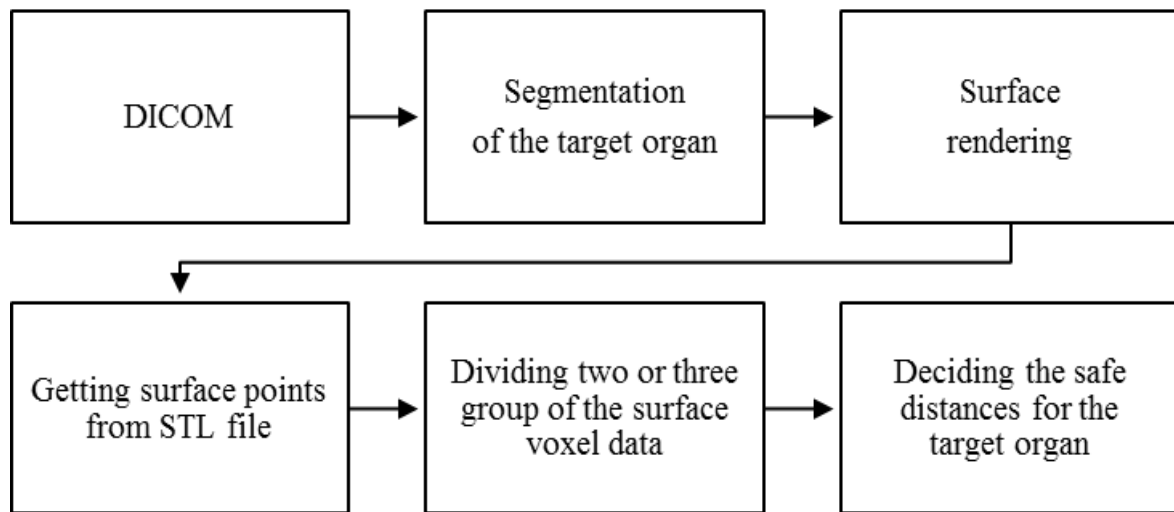 DICOM
Segmentation
of the target organ
Surface
rendering
Getting surface points
from STL file
Dividing two or three
group of the surface
voxel data
Deciding the safe
distances for the
target organ